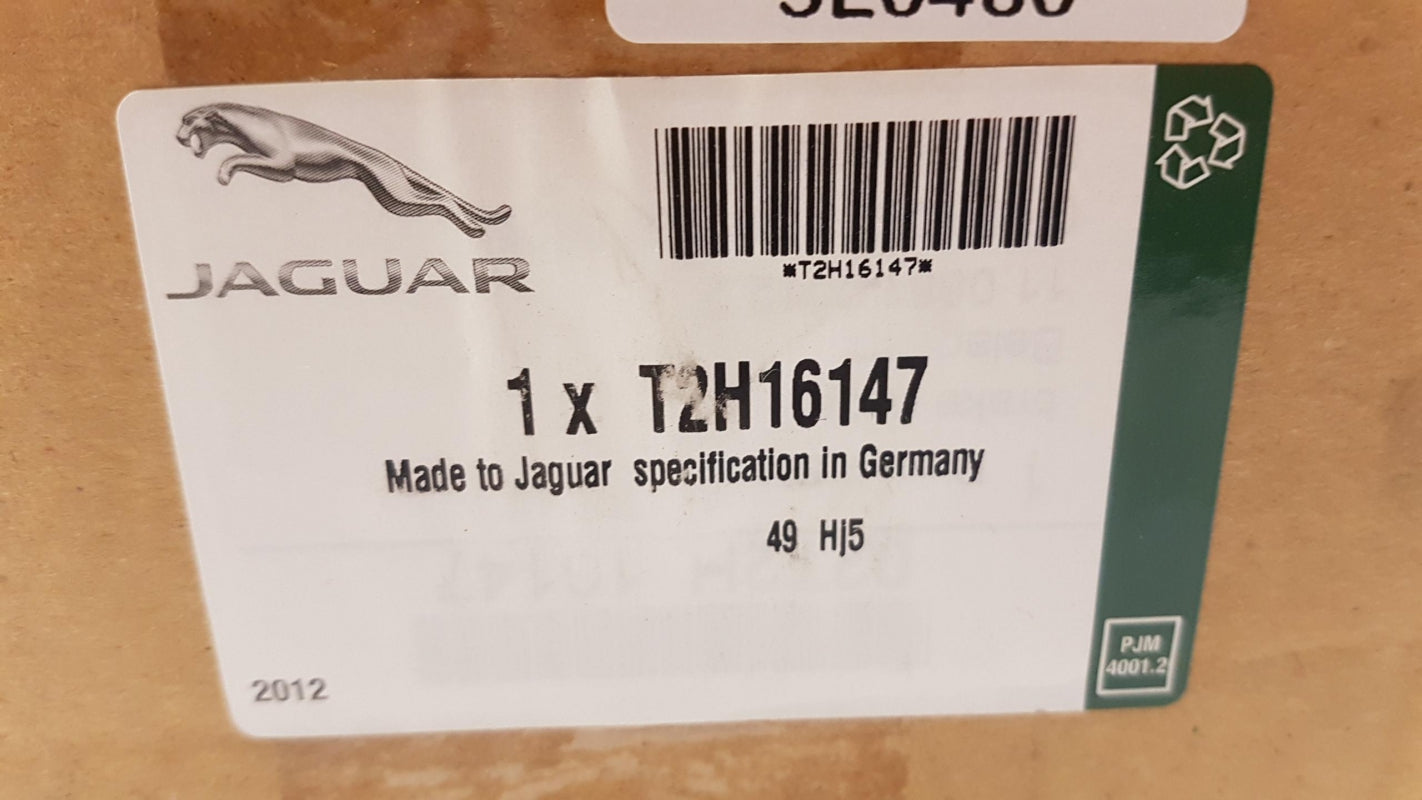 JAGUAR
*T2H16147*
1 x T2H16147
Made to Jaguar specification in Germany
49 Hj5
2012
PJM
4001.2